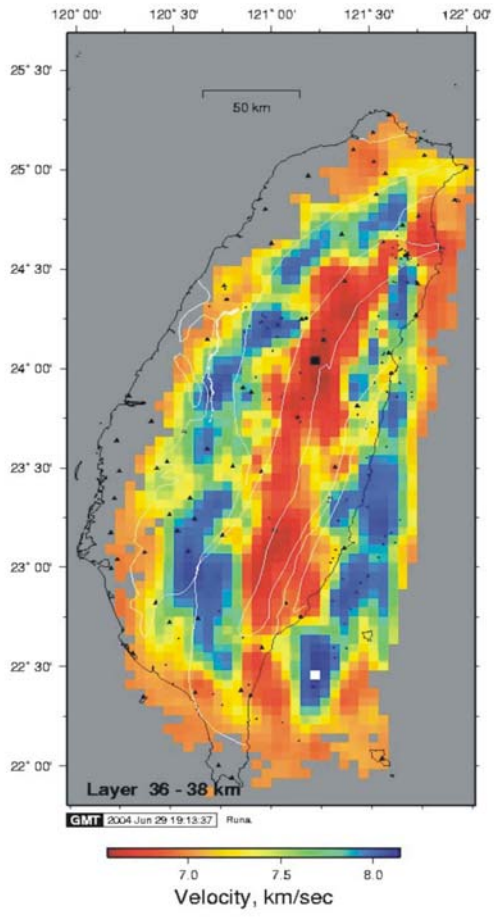 120° 00' 120° 30' 121° 00' 121° 30' 122° 00'
25° 30'
50 km
25° 00'
24° 30'
24° 00'
23° 30'
23° 00'
22° 30'
22° 00'
Layer 36 - 38 km
GMT 2004 Jun 29 19:13:37 Runa.
7.0 7.5 8.0
Velocity, km/sec